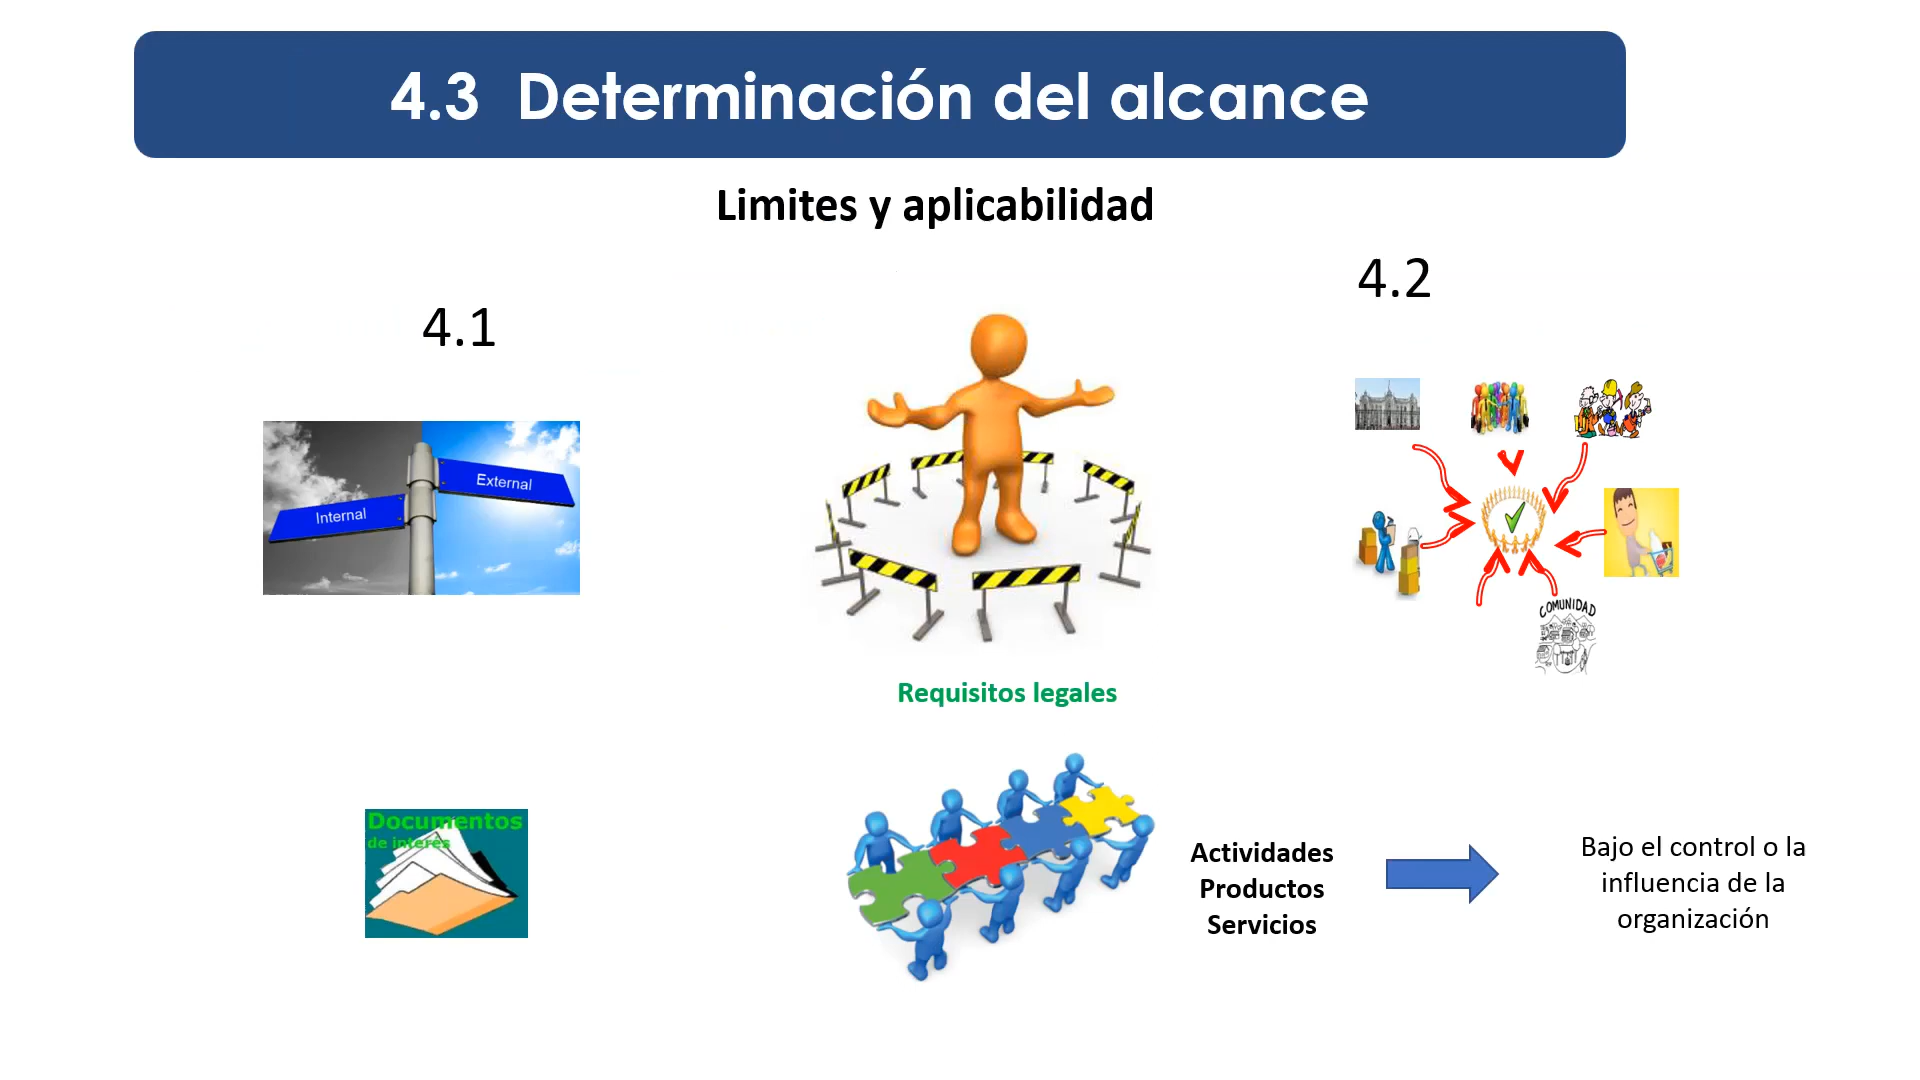 4.3 Determinación del alcance
Limites y aplicabilidad
4.1
4.2
Internal
External
COMUNIDAD
Requisitos legales
Documentos
de interés
Actividades
Productos
Servicios
Bajo el control o la
influencia de la
organización